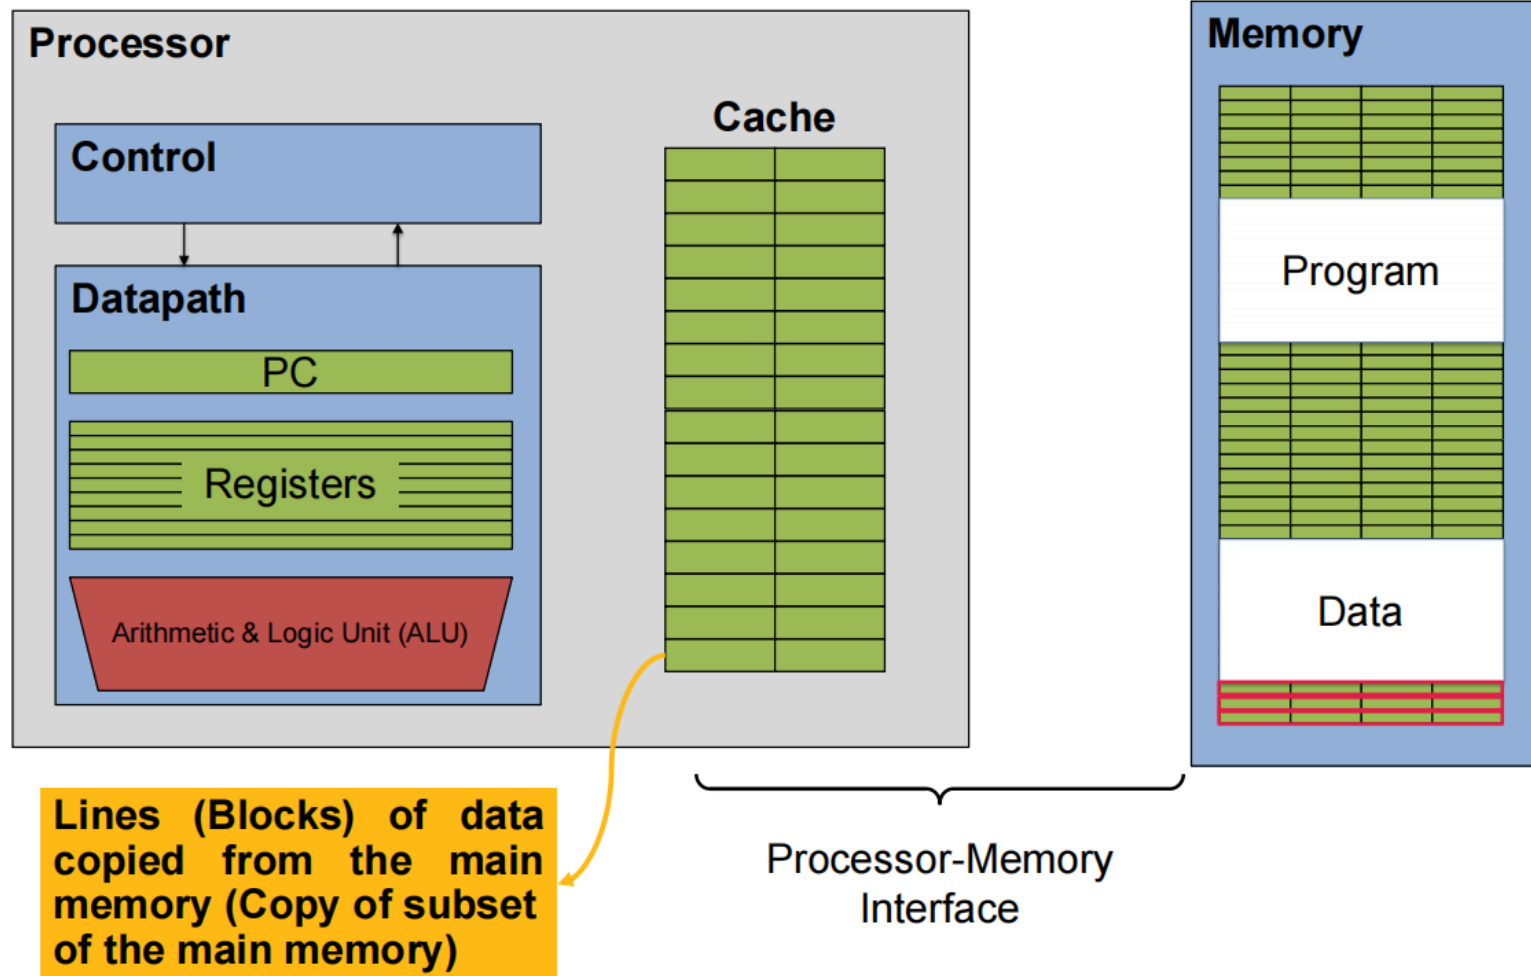 Processor
Control
Datapath
PC
Registers
Arithmetic & Logic Unit (ALU)
Cache
Memory
Program
Data
Lines (Blocks) of data
copied from the main
memory (Copy of subset
of the main memory)
Processor-Memory
Interface